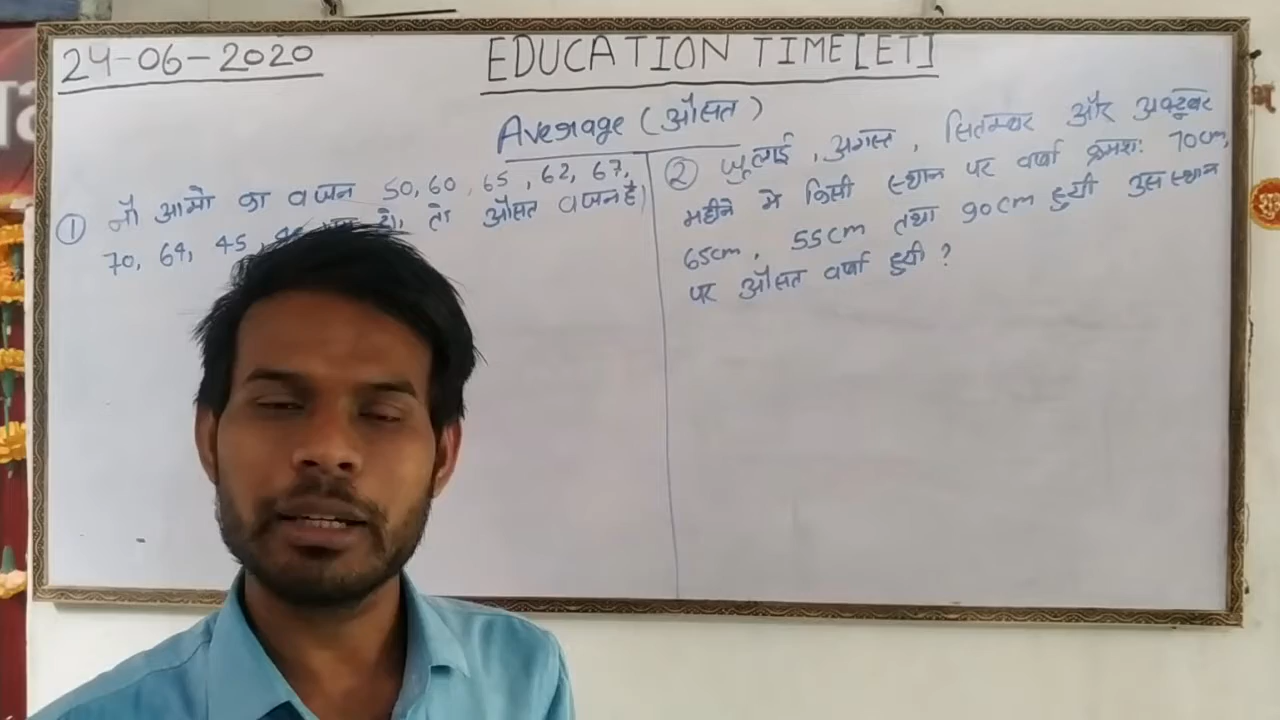 24-06-2020
EDUCATION TIME[ET]
Average (औसत)
① नौ आमो का वजन 50, 60, 65, 62, 67,
70, 64, 45, हो, तो औसत वजन है।
② जुलाई, अगस्त, सितम्बर और अक्टूबर
महीने मे किसी स्थान पर वर्षा क्रमशः 70cm,
65cm, 55cm तथा 90cm हुयी उस स्थान
पर औसत वर्षा हुयी ?